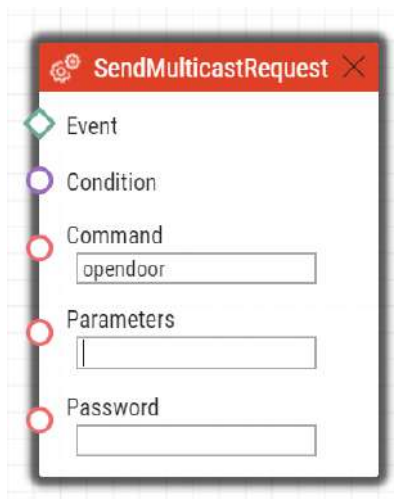 SendMulticastRequest
Event
Condition
Command
opendoor
Parameters
Password